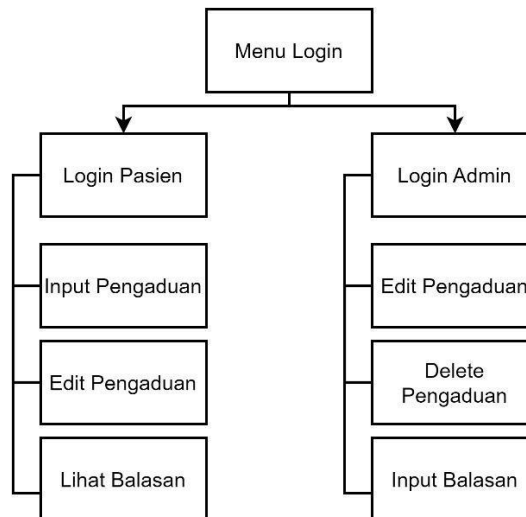 Menu Login
Login Pasien
Login Admin
Input Pengaduan
Edit Pengaduan
Edit Pengaduan
Delete
Pengaduan
Lihat Balasan
Input Balasan